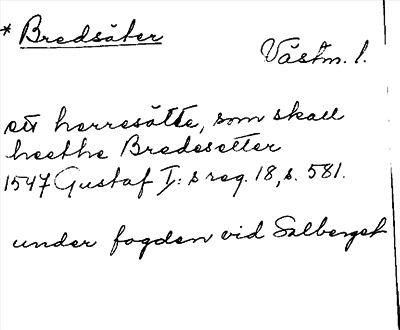 * Bredsäter
Västm. l.
ett herresätte, som skall
heethe Bredesetter
1547 Gustaf I:s reg. 18, s. 581.
under fogden vid Salberget